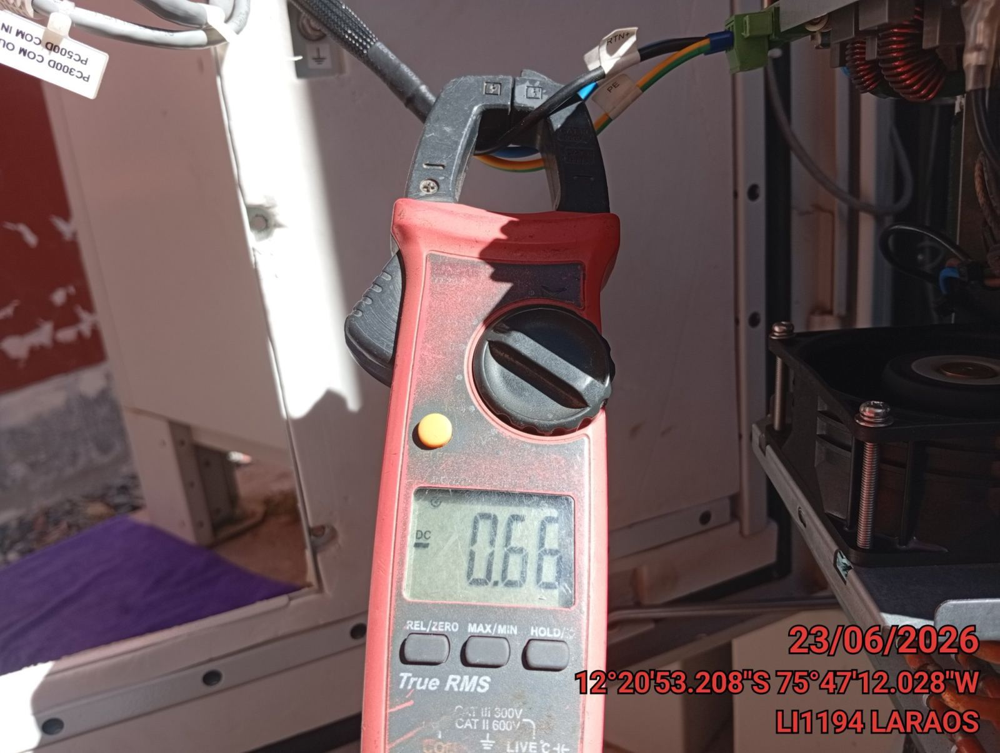 PC300D COM OU
PC500D COM IN
RTN+
PE
DC
0.66
REL/ZERO MAX/MIN HOLD/
True RMS
CAT III 300V
CAT II 600V
COM LIVE °C
23/06/2026
12°20'53.208"S 75°47'12.028"W
LI1194 LARAOS